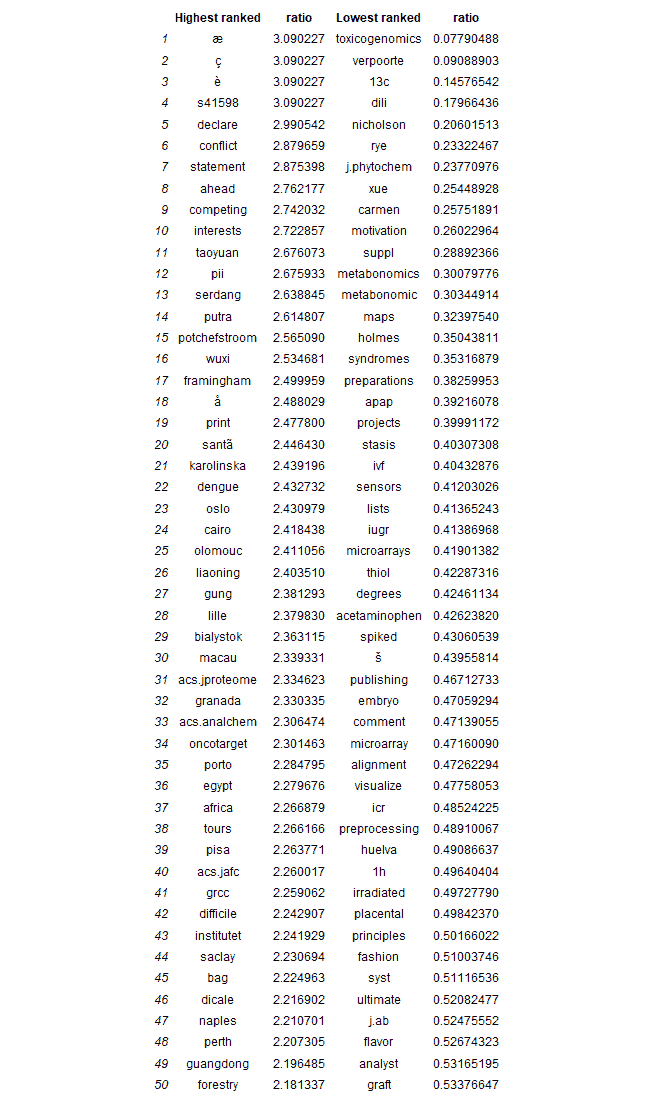 Highest ranked ratio Lowest ranked ratio
1 æ 3.090227 toxicogenomics 0.07790488
2 ç 3.090227 verpoorte 0.09088903
3 è 3.090227 13c 0.14576542
4 s41598 3.090227 dili 0.17966436
5 declare 2.990542 nicholson 0.20601513
6 conflict 2.879659 rye 0.23322467
7 statement 2.875398 j.phytochem 0.23770976
8 ahead 2.762177 xue 0.25448928
9 competing 2.742032 carmen 0.25751891
10 interests 2.722857 motivation 0.26022964
11 taoyuan 2.676073 suppl 0.28892366
12 pii 2.675933 metabonomics 0.30079776
13 serdang 2.638845 metabonomic 0.30344914
14 putra 2.614807 maps 0.32397540
15 potchefstroom 2.565090 holmes 0.35043811
16 wuxi 2.534681 syndromes 0.35316879
17 framingham 2.499959 preparations 0.38259953
18 å 2.488029 apap 0.39216078
19 print 2.477800 projects 0.39991172
20 santã 2.446430 stasis 0.40307308
21 karolinska 2.439196 ivf 0.40432876
22 dengue 2.432732 sensors 0.41203026
23 oslo 2.430979 lists 0.41365243
24 cairo 2.418438 iugr 0.41386968
25 olomouc 2.411056 microarrays 0.41901382
26 liaoning 2.403510 thiol 0.42287316
27 gung 2.381293 degrees 0.42461134
28 lille 2.379830 acetaminophen 0.42623820
29 bialystok 2.363115 spiked 0.43060539
30 macau 2.339331 š 0.43955814
31 acs.jproteome 2.334623 publishing 0.46712733
32 granada 2.330335 embryo 0.47059294
33 acs.analchem 2.306474 comment 0.47139055
34 oncotarget 2.301463 microarray 0.47160090
35 porto 2.284795 alignment 0.47262294
36 egypt 2.279676 visualize 0.47758053
37 africa 2.266879 icr 0.48524225
38 tours 2.266166 preprocessing 0.48910067
39 pisa 2.263771 huelva 0.49086637
40 acs.jafc 2.260017 1h 0.49640404
41 grcc 2.259062 irradiated 0.49727790
42 difficile 2.242907 placental 0.49842370
43 institutet 2.241929 principles 0.50166022
44 saclay 2.230694 fashion 0.51003746
45 bag 2.224963 syst 0.51116536
46 dicale 2.216902 ultimate 0.52082477
47 naples 2.210701 j.ab 0.52475552
48 perth 2.207305 flavor 0.52674323
49 guangdong 2.196485 analyst 0.53165195
50 forestry 2.181337 graft 0.53376647